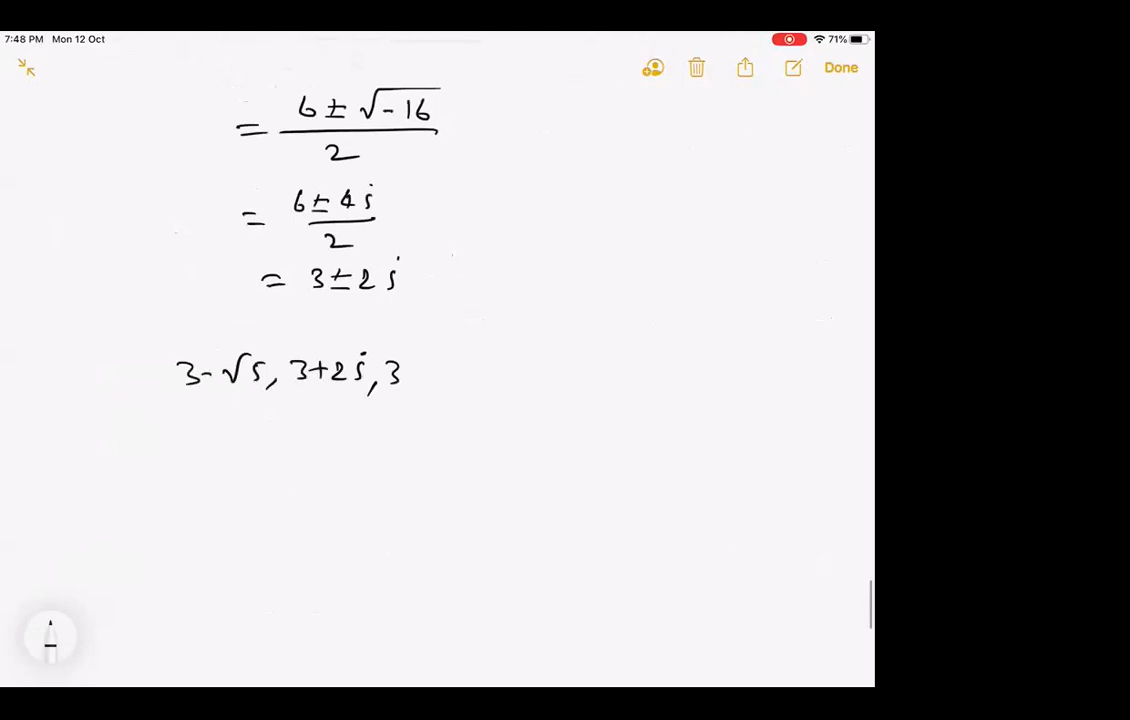 7:48 PM Mon 12 Oct
71%
Done
= (6 ± √-16)/2
= (6 ± 4i)/2
= 3 ± 2i
3-√5, 3+2i, 3